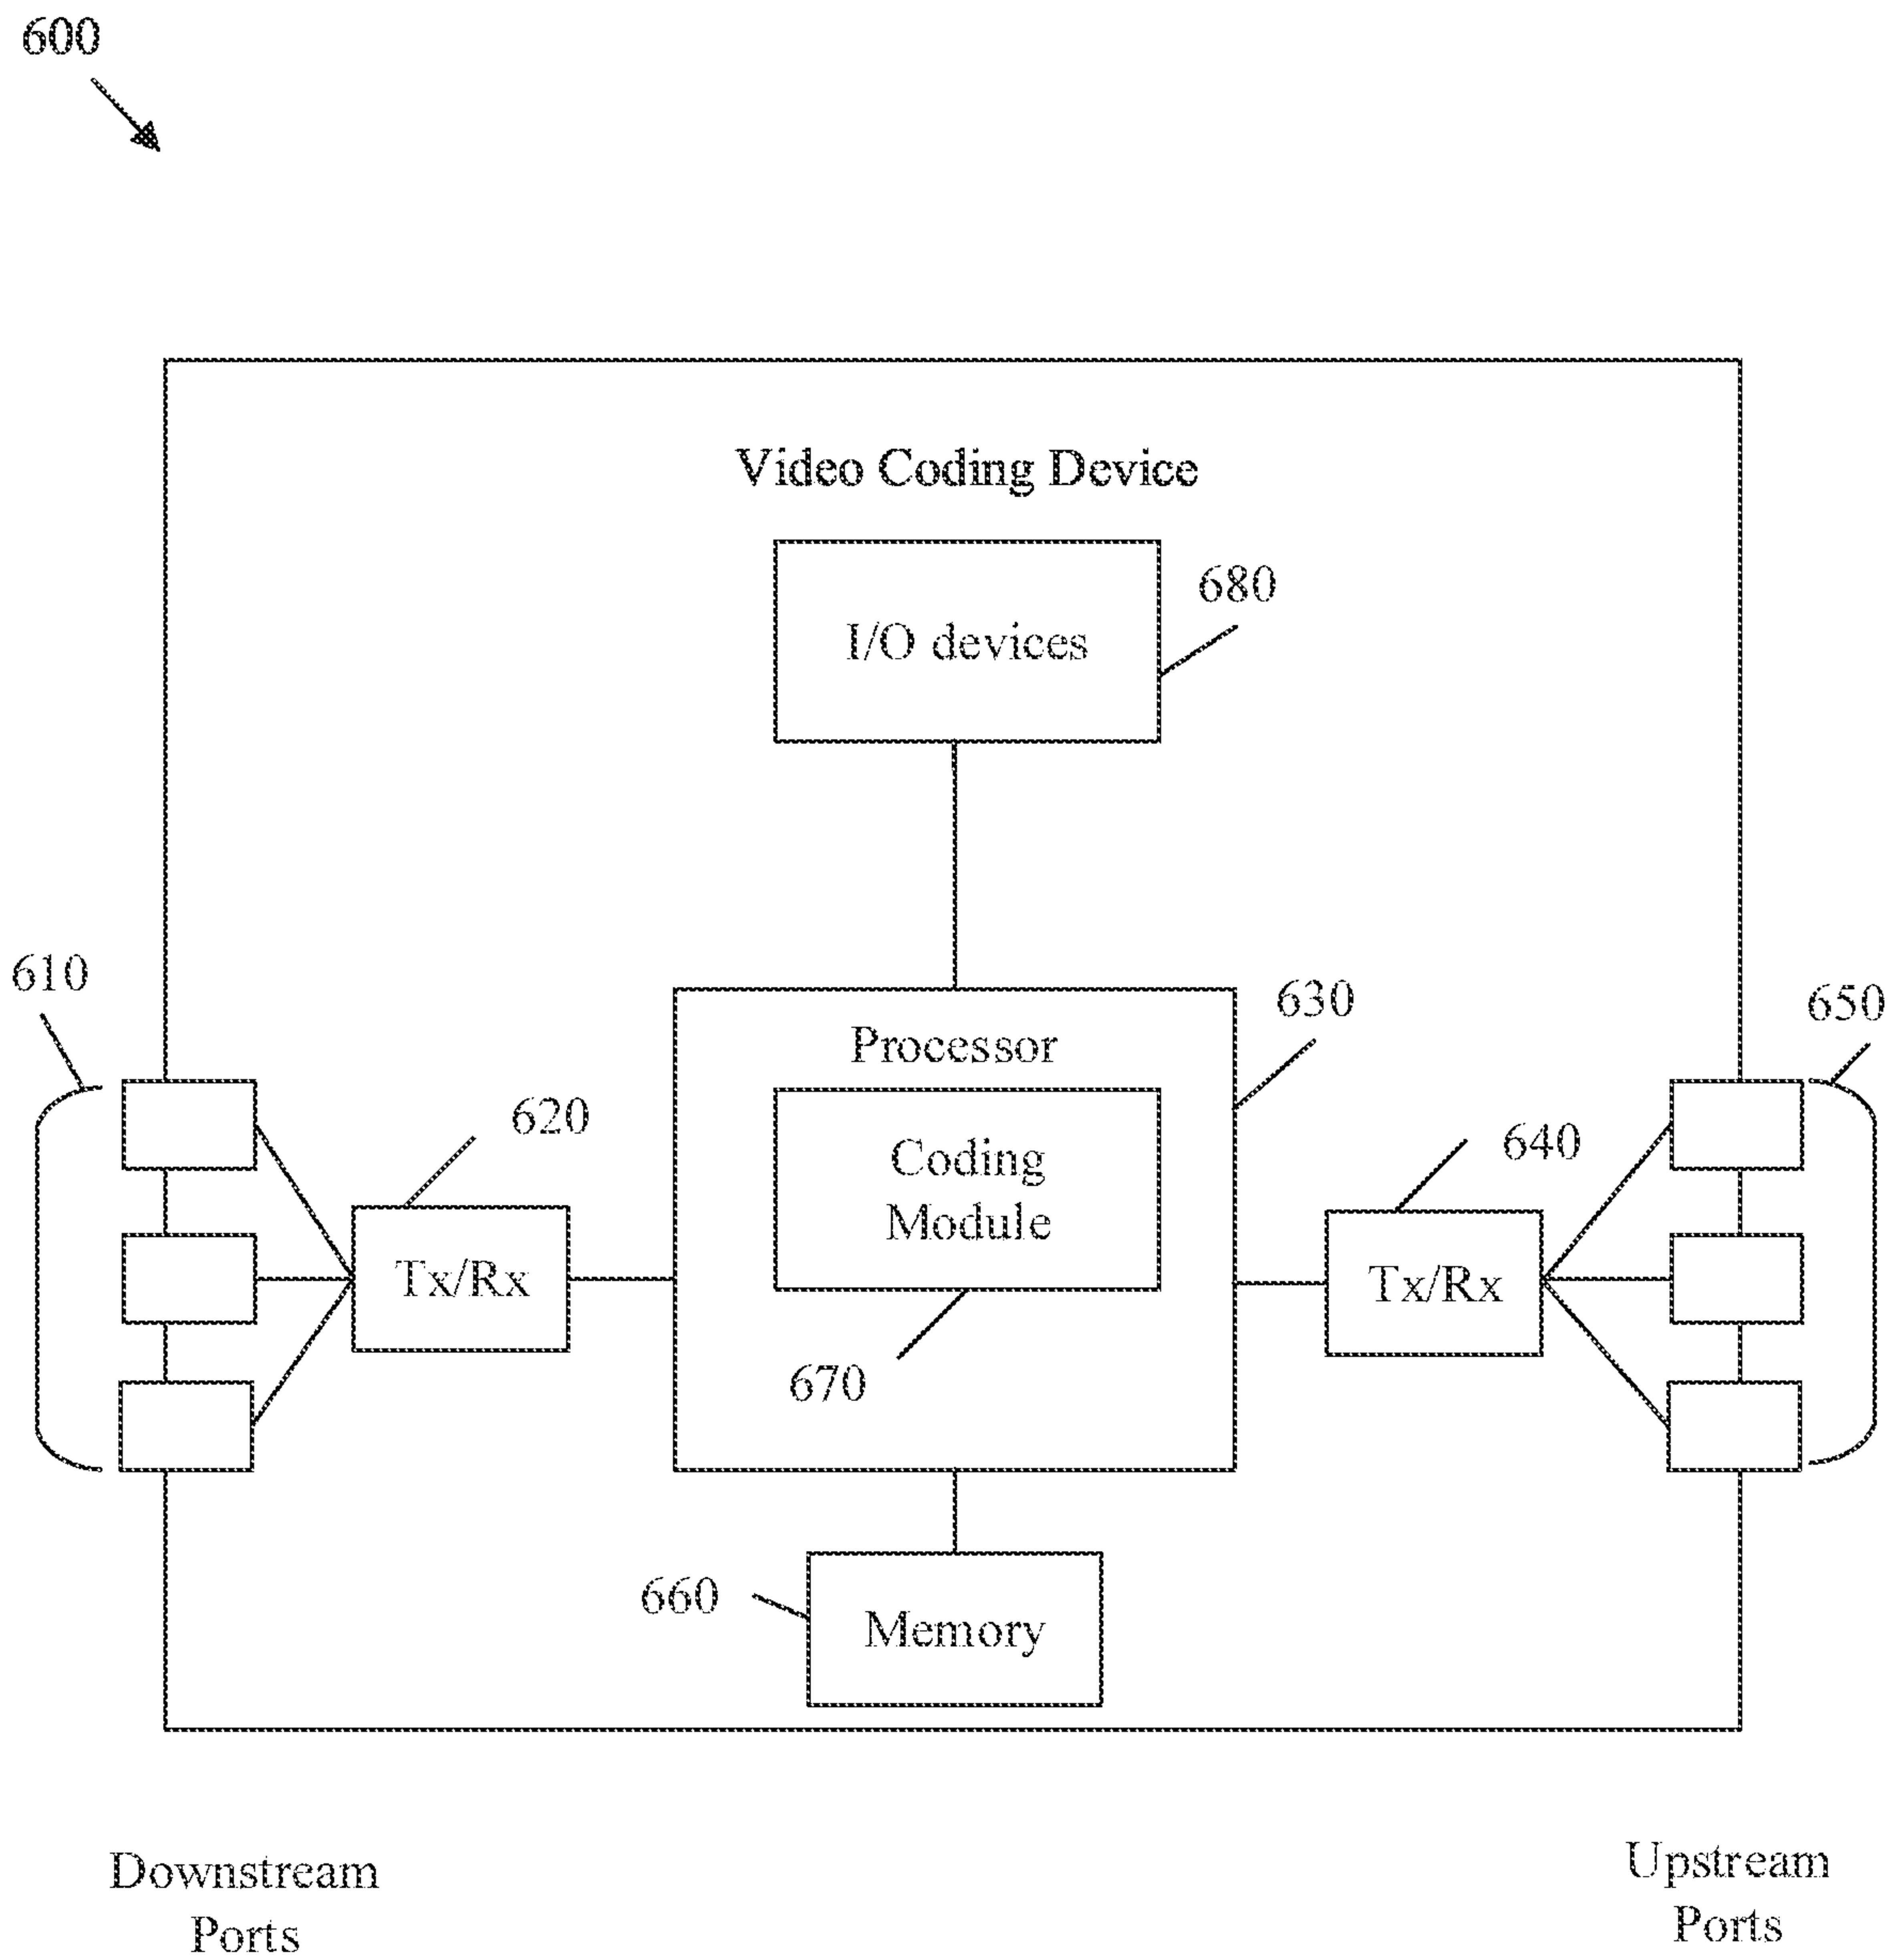 600
Video Coding Device
I/O devices
680
610
630
650
Processor
620
Coding
Module
640
Tx/Rx
Tx/Rx
670
660
Memory
Downstream
Ports
Upstream
Ports